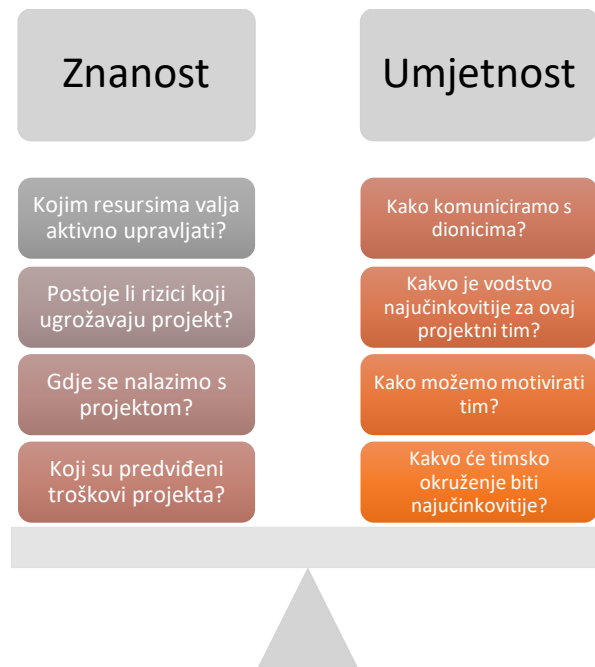 Znanost
Umjetnost
Kojim resursima valja
aktivno upravljati?
Postoje li rizici koji
ugrožavaju projekt?
Gdje se nalazimo s
projektom?
Koji su predviđeni
troškovi projekta?
Kako komuniciramo s
dionicima?
Kakvo je vodstvo
najučinkovitije za ovaj
projektni tim?
Kako možemo motivirati
tim?
Kakvo će timsko
okruženje biti
najučinkovitije?